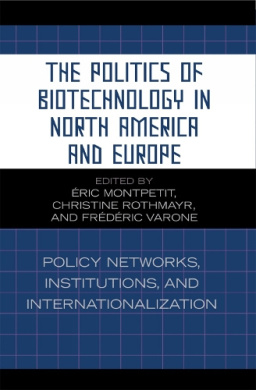 THE POLITICS OF
BIOTECHNOLOGY IN
NORTH AMERICA
AND EUROPE
EDITED BY
ÉRIC MONTPETIT,
CHRISTINE ROTHMAYR,
AND FRÉDÉRIC VARONE
POLICY NETWORKS,
INSTITUTIONS, AND
INTERNATIONALIZATION